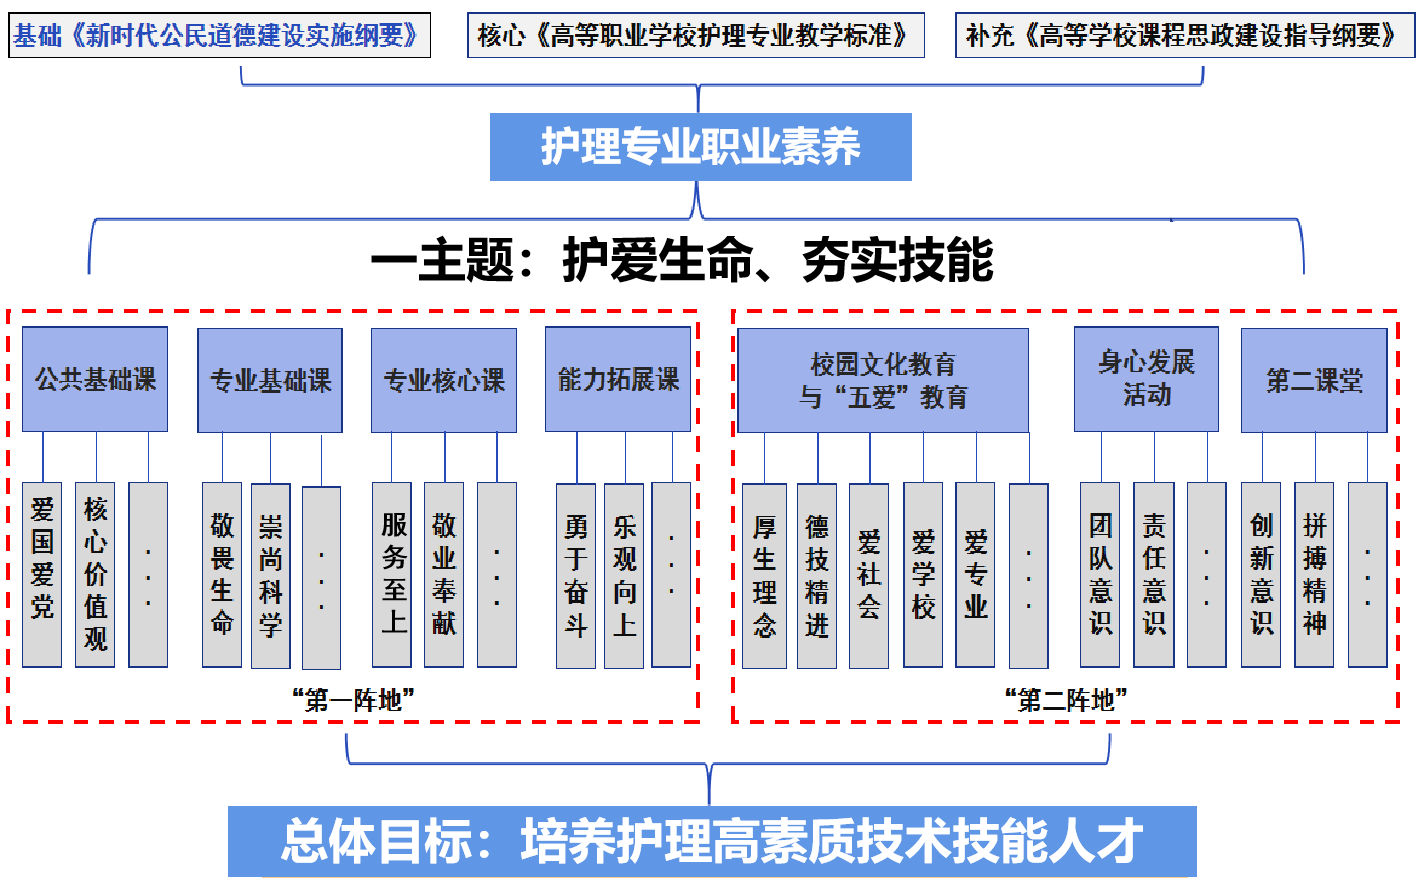 基础《新时代公民道德建设实施纲要》
核心《高等职业学校护理专业教学标准》
补充《高等学校课程思政建设指导纲要》
护理专业职业素养
一主题：护爱生命、夯实技能
公共基础课
专业基础课
专业核心课
能力拓展课
校园文化教育
与“五爱”教育
身心发展
活动
第二课堂
爱国爱党
核心价值观
...
敬畏生命
崇尚科学
...
服务至上
敬业奉献
...
勇于奋斗
乐观向上
...
厚生理念
德技精进
爱社会
爱学校
爱专业
...
团队意识
责任意识
...
创新意识
拼搏精神
...
“第一阵地”
“第二阵地”
总体目标：培养护理高素质技术技能人才